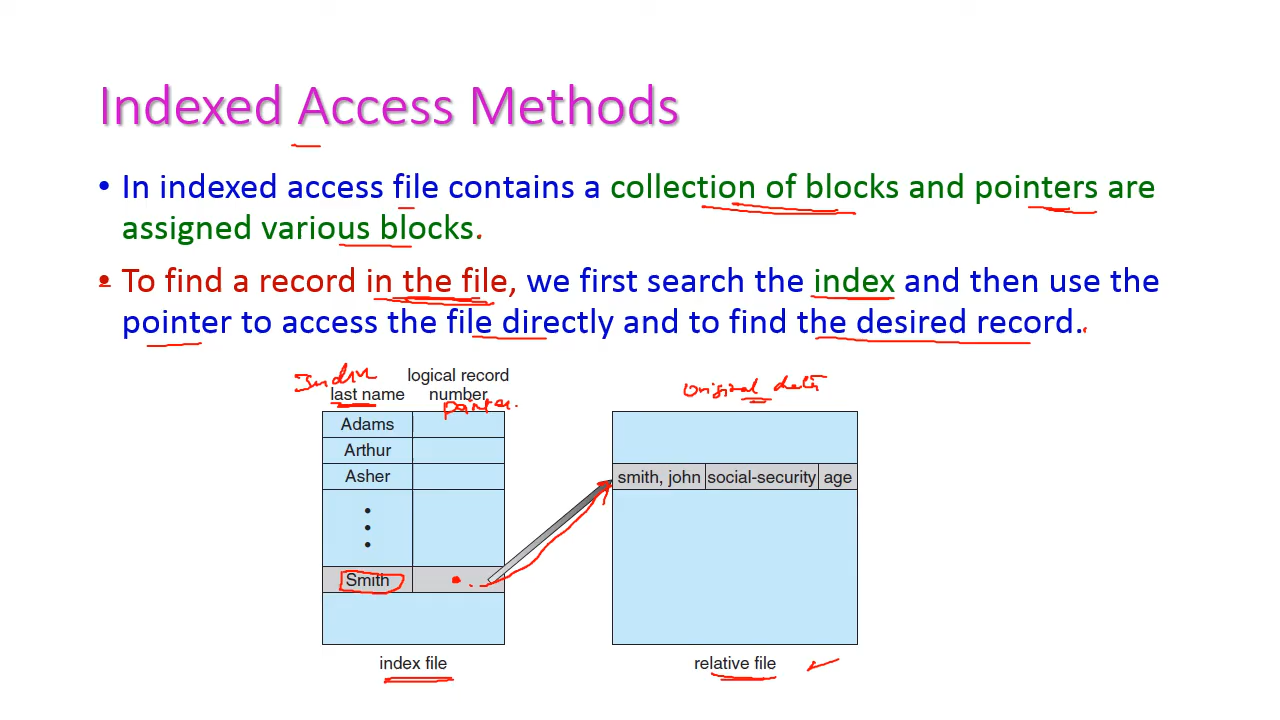 Indexed Access Methods
• In indexed access file contains a collection of blocks and pointers are
assigned various blocks.
• To find a record in the file, we first search the index and then use the
pointer to access the file directly and to find the desired record.
Index
last name
logical record
number
pointer.
original data
Adams
Arthur
Asher
Smith
smith, john social-security age
index file
relative file